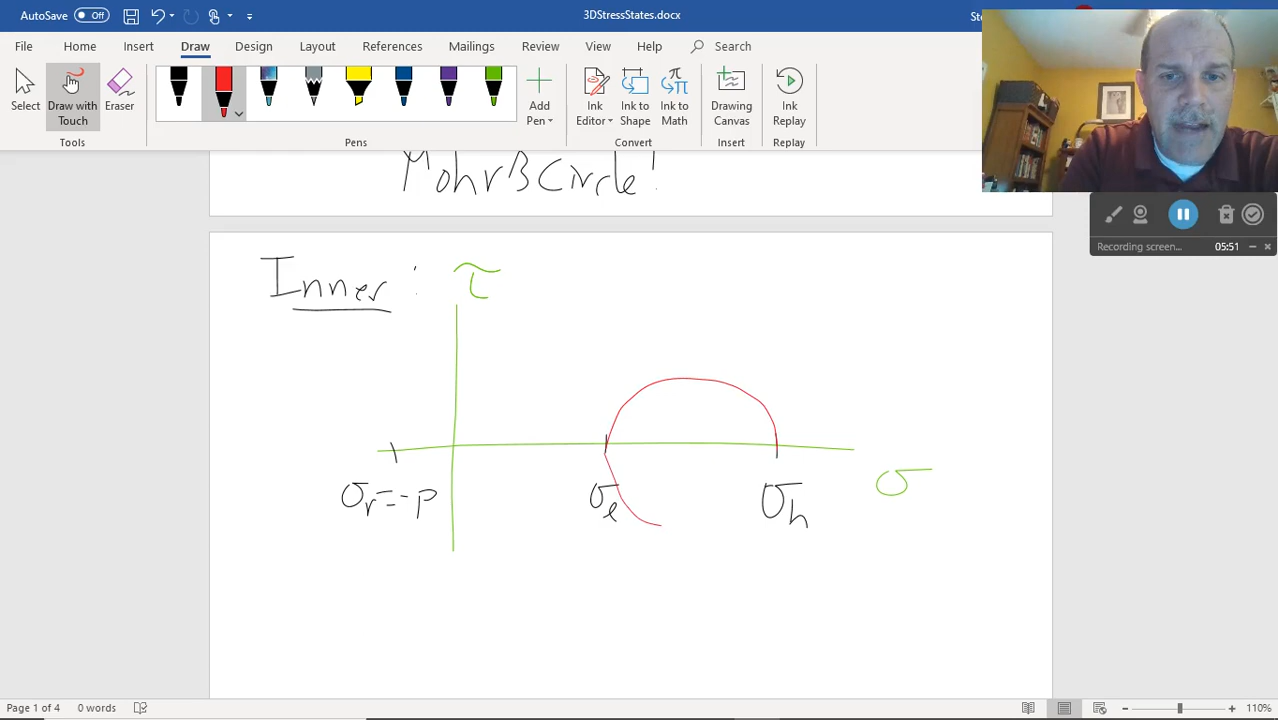 AutoSave Off
3DStressStates.docx
File Home Insert Draw Design Layout References Mailings Review View Help Search
Select
Draw with Touch
Eraser
Add Pen
Ink Editor
Ink to Shape
Ink to Math
Drawing Canvas
Ink Replay
Tools
Pens
Convert
Insert
Replay
Recording screen... 05:51
Circle!
Inner:
τ
σr=-p
σℓ
σh
σ
Page 1 of 4 0 words
110%